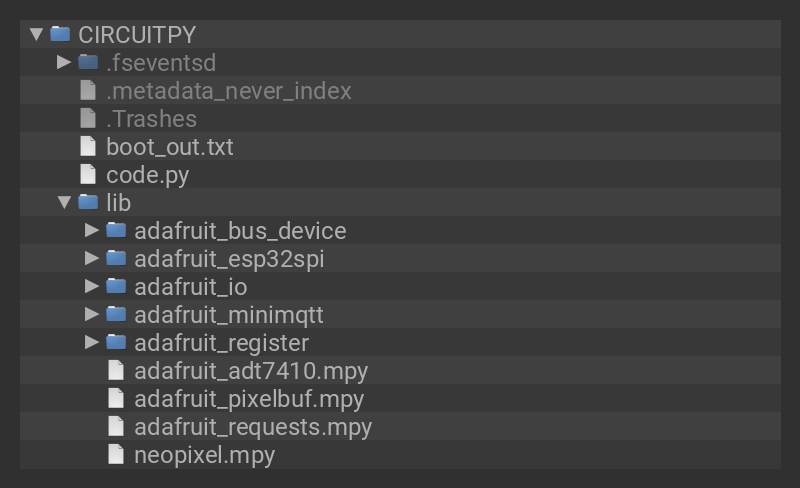 CIRCUITPY
.fseventsd
.metadata_never_index
.Trashes
boot_out.txt
code.py
lib
adafruit_bus_device
adafruit_esp32spi
adafruit_io
adafruit_minimqtt
adafruit_register
adafruit_adt7410.mpy
adafruit_pixelbuf.mpy
adafruit_requests.mpy
neopixel.mpy